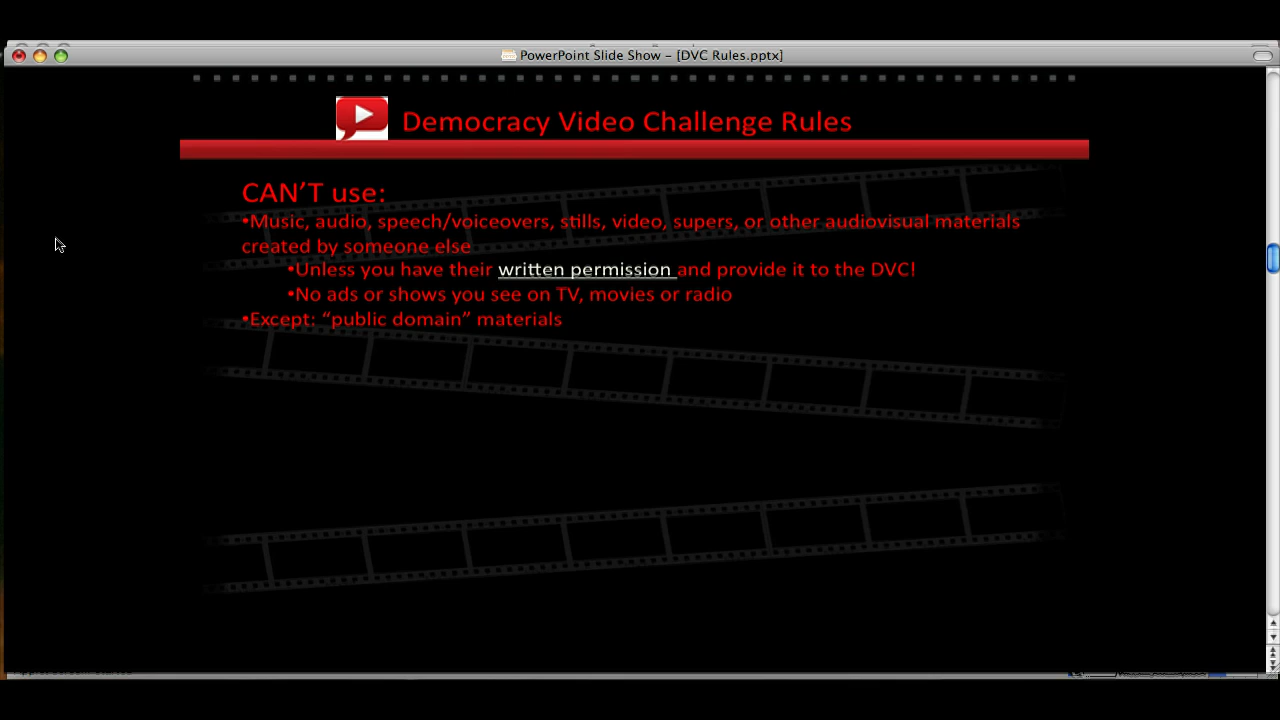 PowerPoint Slide Show – [DVC Rules.pptx]
Democracy Video Challenge Rules
CAN’T use:
•Music, audio, speech/voiceovers, stills, video, supers, or other audiovisual materials
created by someone else
•Unless you have their written permission and provide it to the DVC!
•No ads or shows you see on TV, movies or radio
•Except: “public domain” materials